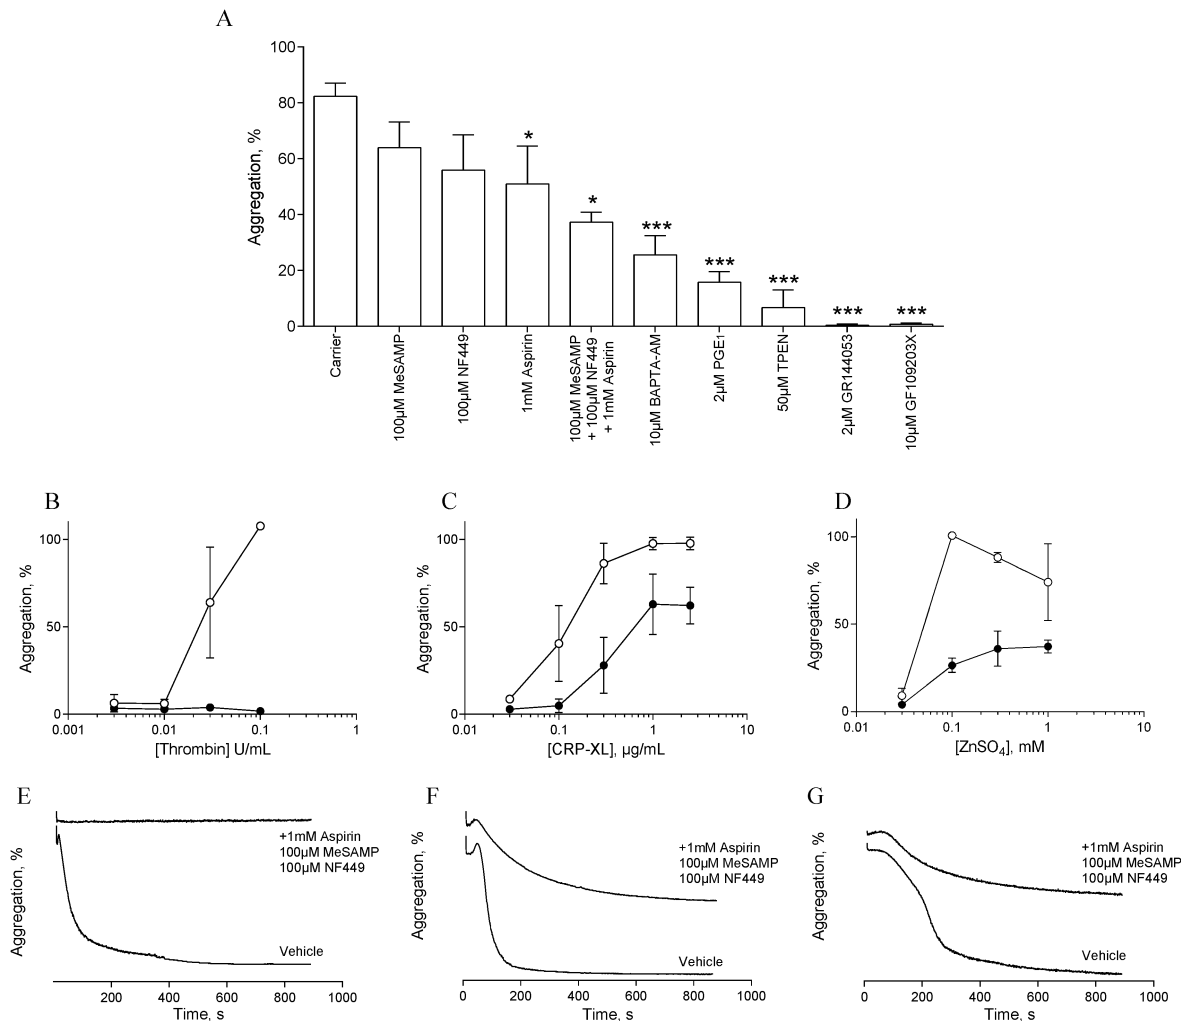 A
100
80
60
40
20
0
Aggregation, %
*
*
***
***
***
***
***
Carrier
100µM MeSAMP
100µM NF449
1mM Aspirin
100µM MeSAMP
+ 100µM NF449
+ 1mM Aspirin
10µM BAPTA-AM
2µM PGE1
50µM TPEN
2µM GR144053
10µM GF109203X
B
100
50
0
Aggregation, %
0.001
0.01
0.1
1
[Thrombin] U/mL
C
100
50
0
Aggregation, %
0.01
0.1
1
10
[CRP-XL], µg/mL
D
100
50
0
Aggregation, %
0.01
0.1
1
10
[ZnSO4], mM
E
Aggregation, %
+1mM Aspirin
100µM MeSAMP
100µM NF449
Vehicle
200
400
600
800
1000
Time, s
F
Aggregation, %
+1mM Aspirin
100µM MeSAMP
100µM NF449
Vehicle
0
200
400
600
800
1000
Time, s
G
Aggregation, %
+1mM Aspirin
100µM MeSAMP
100µM NF449
Vehicle
0
200
400
600
800
1000
Time, s